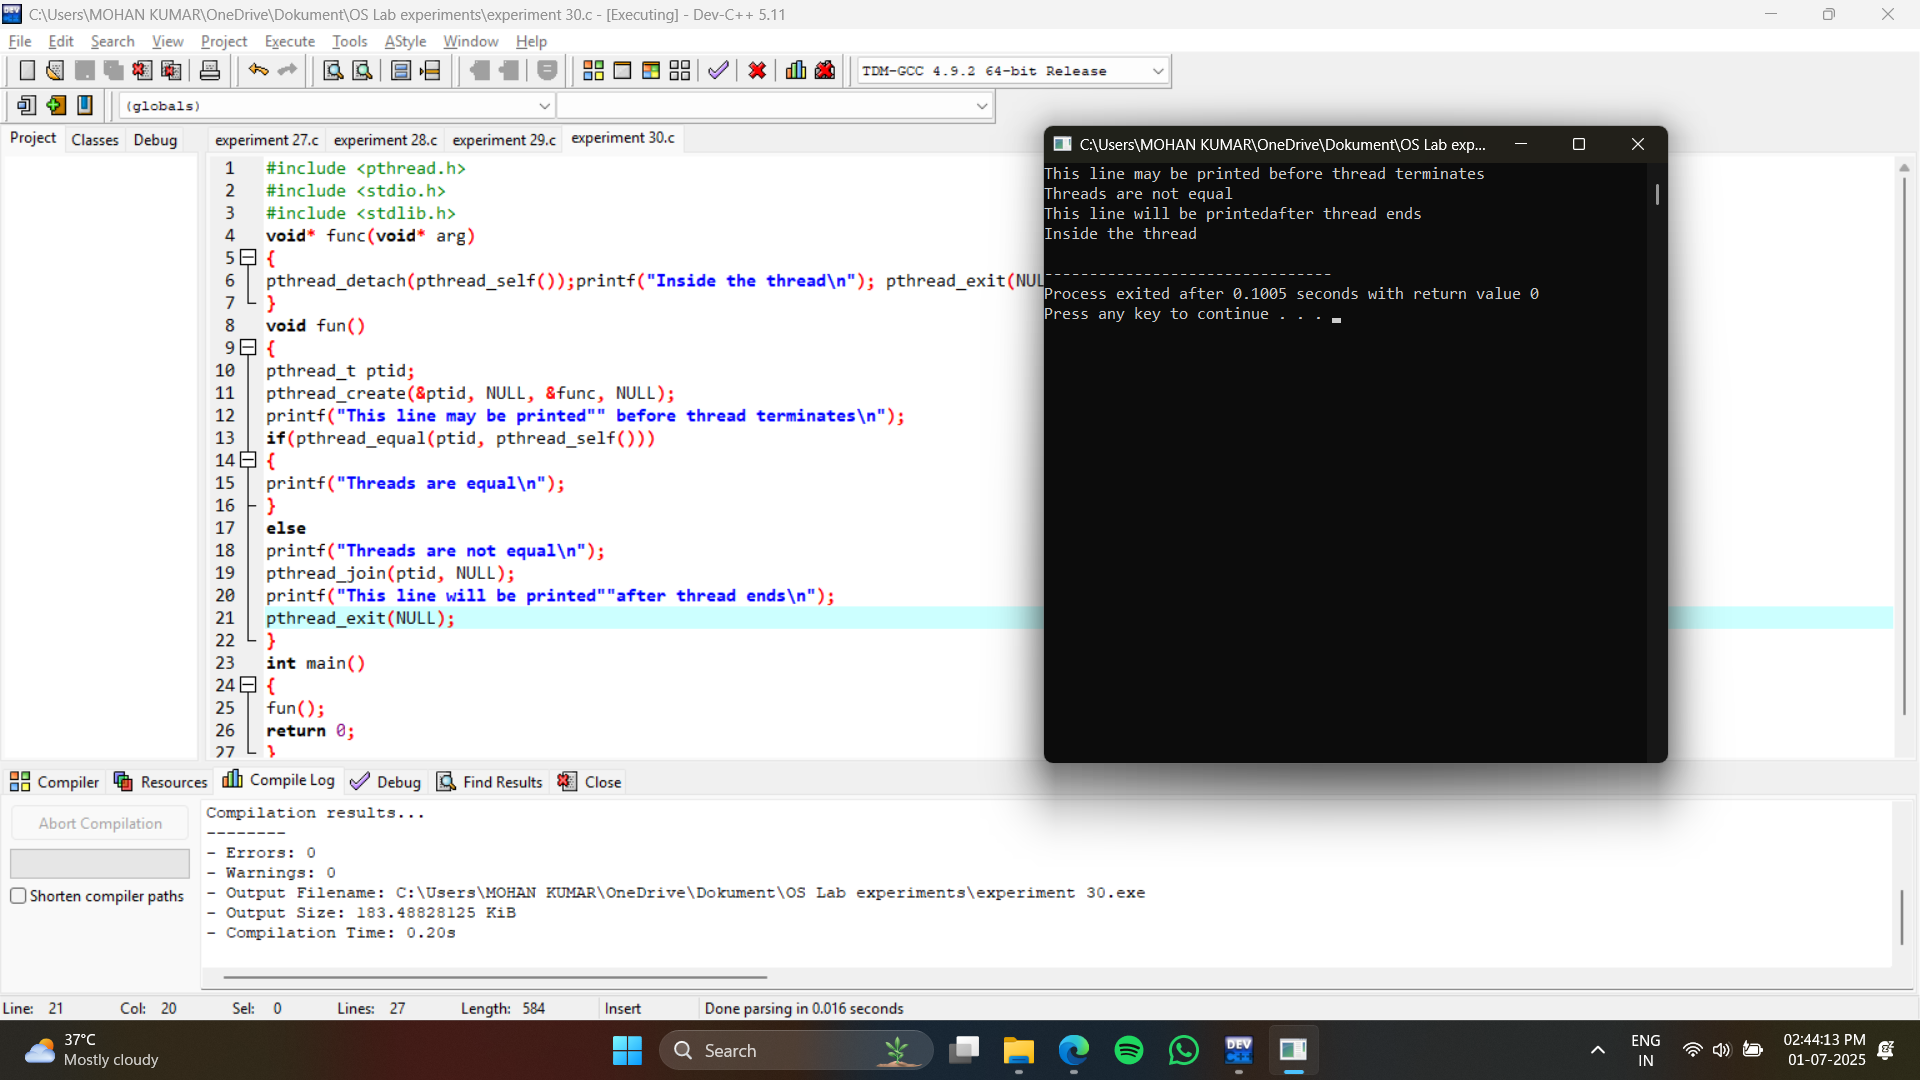 C:\Users\MOHAN KUMAR\OneDrive\Dokument\OS Lab experiments\experiment 30.c - [Executing] - Dev-C++ 5.11
File Edit Search View Project Execute Tools AStyle Window Help
TDM-GCC 4.9.2 64-bit Release
(globals)
Project Classes Debug
experiment 27.c experiment 28.c experiment 29.c experiment 30.c
1 #include <pthread.h>
2 #include <stdio.h>
3 #include <stdlib.h>
4 void* func(void* arg)
5 {
6 pthread_detach(pthread_self());printf("Inside the thread\n"); pthread_exit(NUL
7 }
8 void fun()
9 {
10 pthread_t ptid;
11 pthread_create(&ptid, NULL, &func, NULL);
12 printf("This line may be printed"" before thread terminates\n");
13 if(pthread_equal(ptid, pthread_self()))
14 {
15 printf("Threads are equal\n");
16 }
17 else
18 printf("Threads are not equal\n");
19 pthread_join(ptid, NULL);
20 printf("This line will be printed""after thread ends\n");
21 pthread_exit(NULL);
22 }
23 int main()
24 {
25 fun();
26 return 0;
27 }
C:\Users\MOHAN KUMAR\OneDrive\Dokument\OS Lab exp...
This line may be printed before thread terminates
Threads are not equal
This line will be printedafter thread ends
Inside the thread
--------------------------------
Process exited after 0.1005 seconds with return value 0
Press any key to continue . . .
Compiler Resources Compile Log Debug Find Results Close
Abort Compilation
Shorten compiler paths
Compilation results...
--------
- Errors: 0
- Warnings: 0
- Output Filename: C:\Users\MOHAN KUMAR\OneDrive\Dokument\OS Lab experiments\experiment 30.exe
- Output Size: 183.48828125 KiB
- Compilation Time: 0.20s
Line: 21 Col: 20 Sel: 0 Lines: 27 Length: 584 Insert Done parsing in 0.016 seconds
37°C
Mostly cloudy
Search
DEV
ENG
IN
02:44:13 PM
01-07-2025